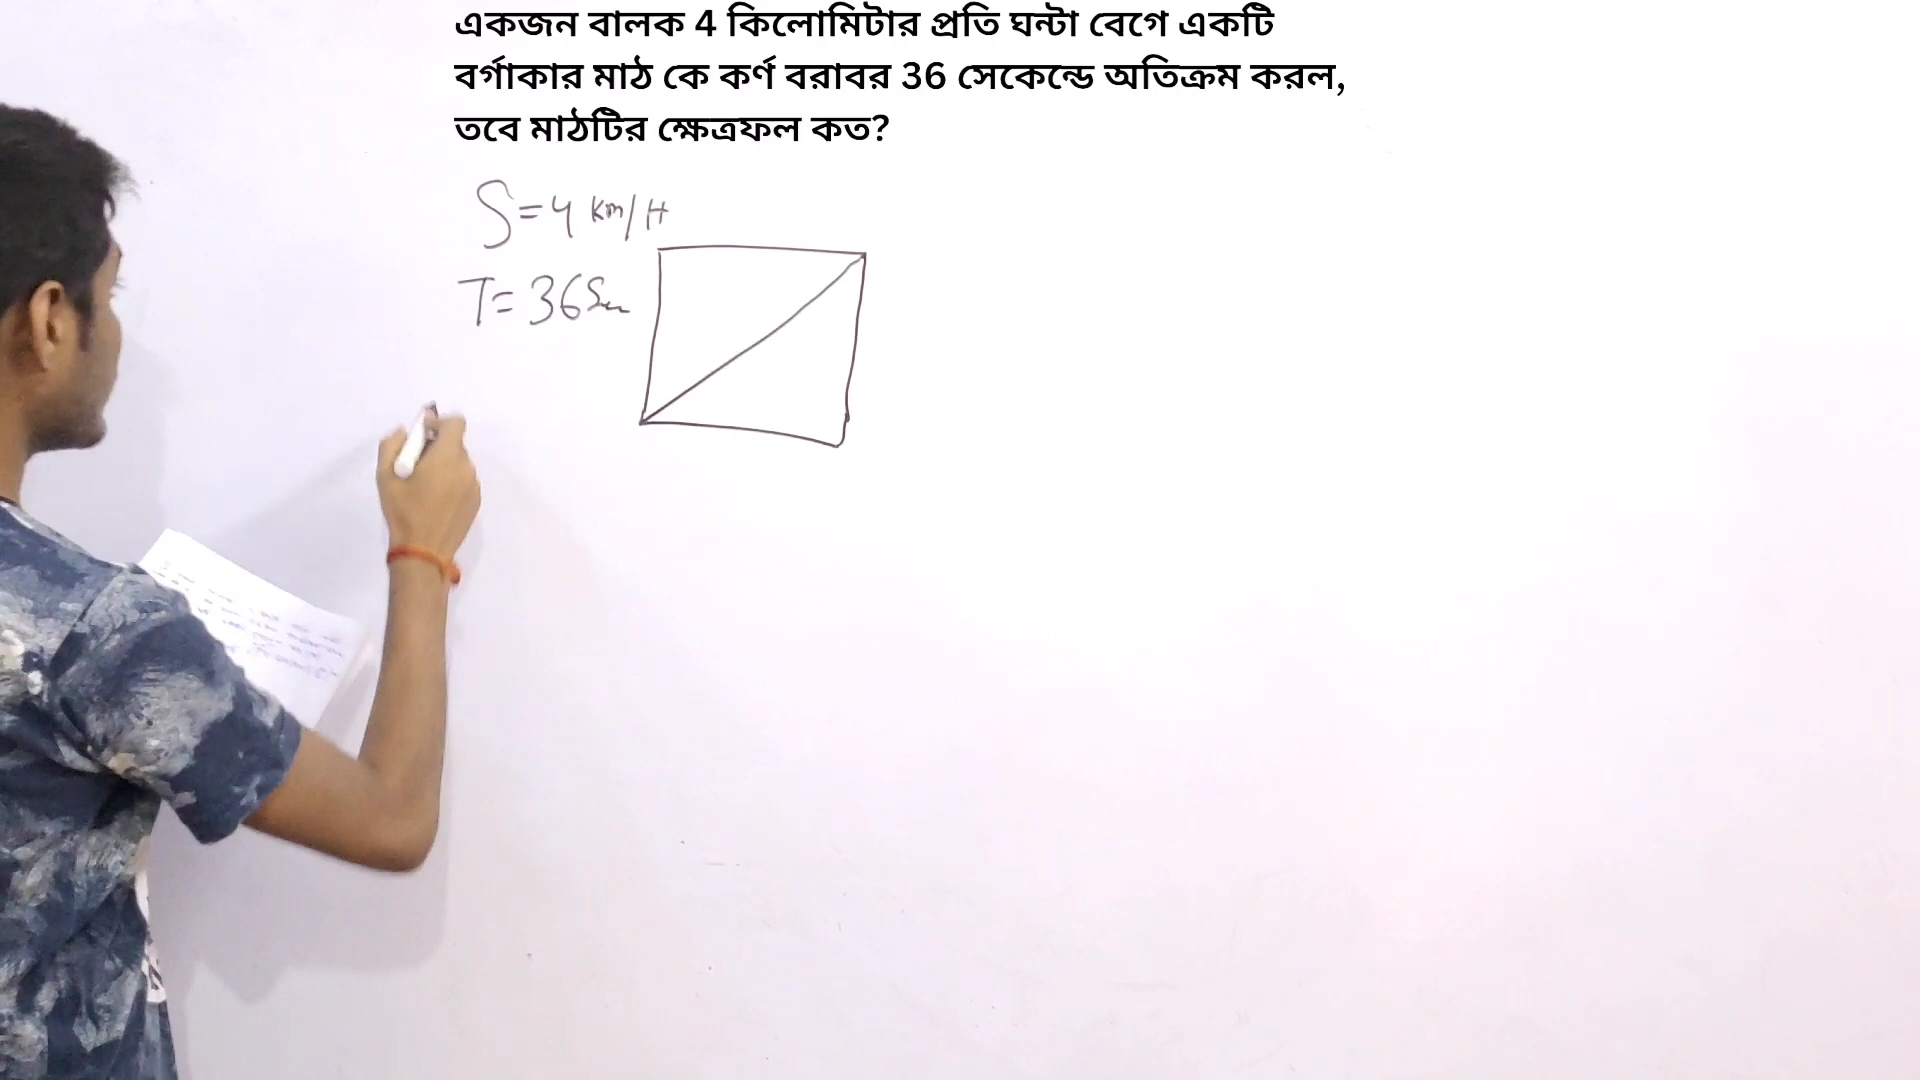 একজন বালক 4 কিলোমিটার প্রতি ঘন্টা বেগে একটি
বর্গাকার মাঠ কে কর্ণ বরাবর 36 সেকেন্ডে অতিক্রম করল,
তবে মাঠটির ক্ষেত্রফল কত?
S=4 Km/H
T= 36 Sec